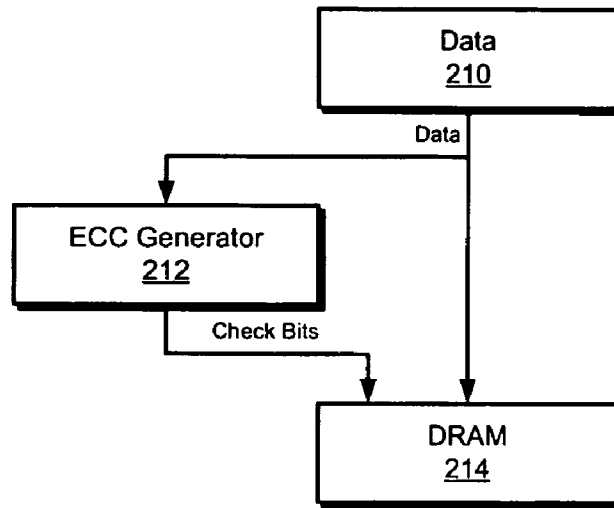 Data
210
Data
ECC Generator
212
Check Bits
DRAM
214